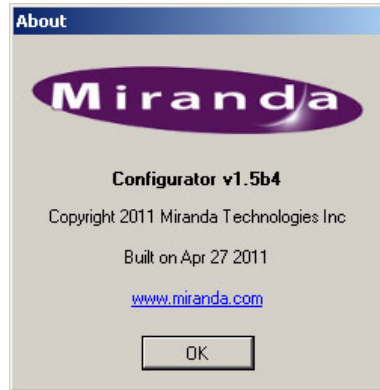 About
Miranda
Configurator v1.5b4
Copyright 2011 Miranda Technologies Inc
Built on Apr 27 2011
www.miranda.com
OK